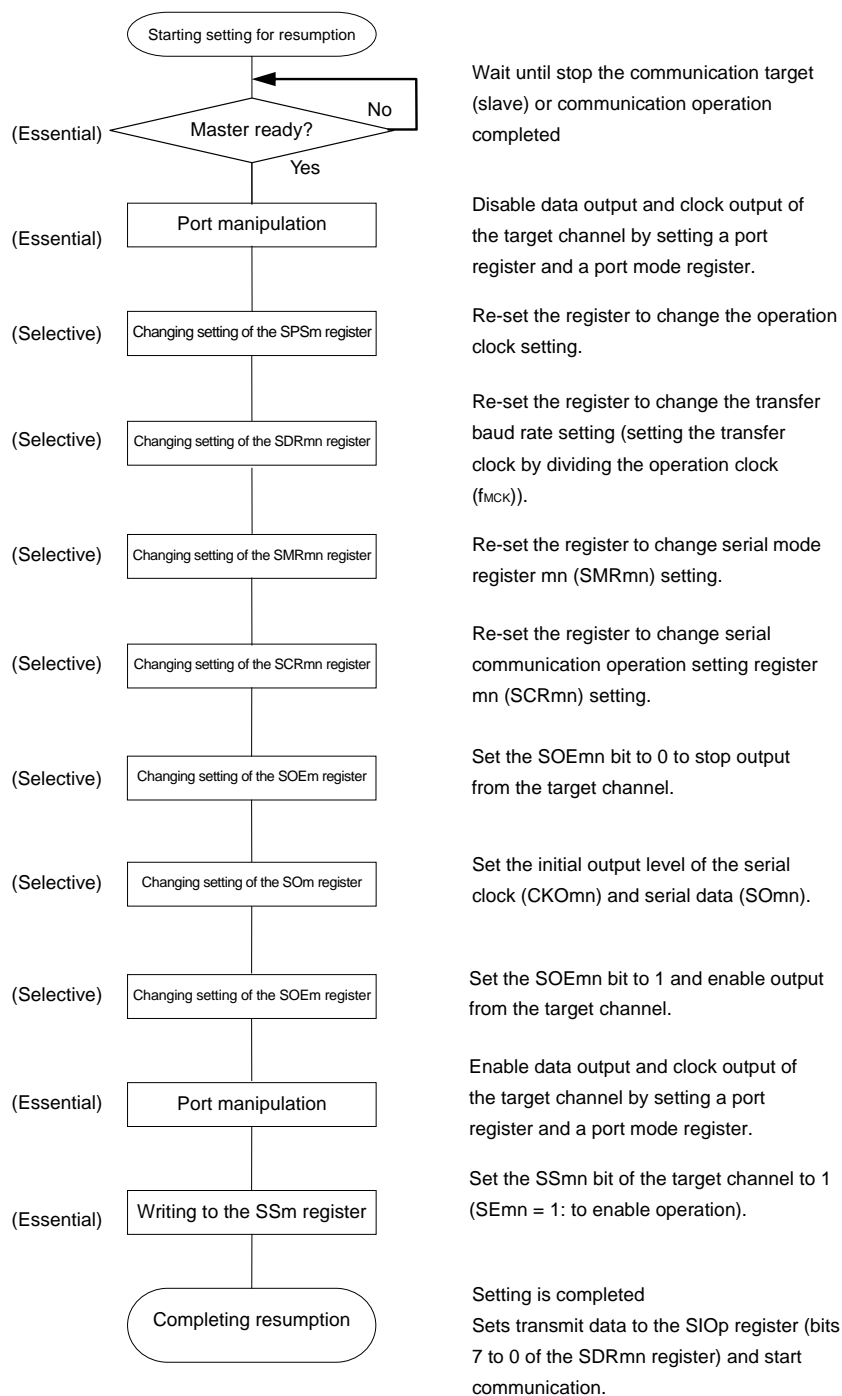 Starting setting for resumption
Wait until stop the communication target
(slave) or communication operation
completed
No
(Essential)
Master ready?
Yes
Disable data output and clock output of
the target channel by setting a port
register and a port mode register.
(Essential)
Port manipulation
Re-set the register to change the operation
clock setting.
(Selective)
Changing setting of the SPSm register
Re-set the register to change the transfer
baud rate setting (setting the transfer
clock by dividing the operation clock
(fMCK)).
(Selective)
Changing setting of the SDRmn register
Re-set the register to change serial mode
register mn (SMRmn) setting.
(Selective)
Changing setting of the SMRmn register
Re-set the register to change serial
communication operation setting register
mn (SCRmn) setting.
(Selective)
Changing setting of the SCRmn register
Set the SOEmn bit to 0 to stop output
from the target channel.
(Selective)
Changing setting of the SOEm register
Set the initial output level of the serial
clock (CKOmn) and serial data (SOmn).
(Selective)
Changing setting of the SOm register
Set the SOEmn bit to 1 and enable output
from the target channel.
(Selective)
Changing setting of the SOEm register
Enable data output and clock output of
the target channel by setting a port
register and a port mode register.
(Essential)
Port manipulation
Set the SSmn bit of the target channel to 1
(SEmn = 1: to enable operation).
(Essential)
Writing to the SSm register
Completing resumption
Setting is completed
Sets transmit data to the SIOp register (bits
7 to 0 of the SDRmn register) and start
communication.